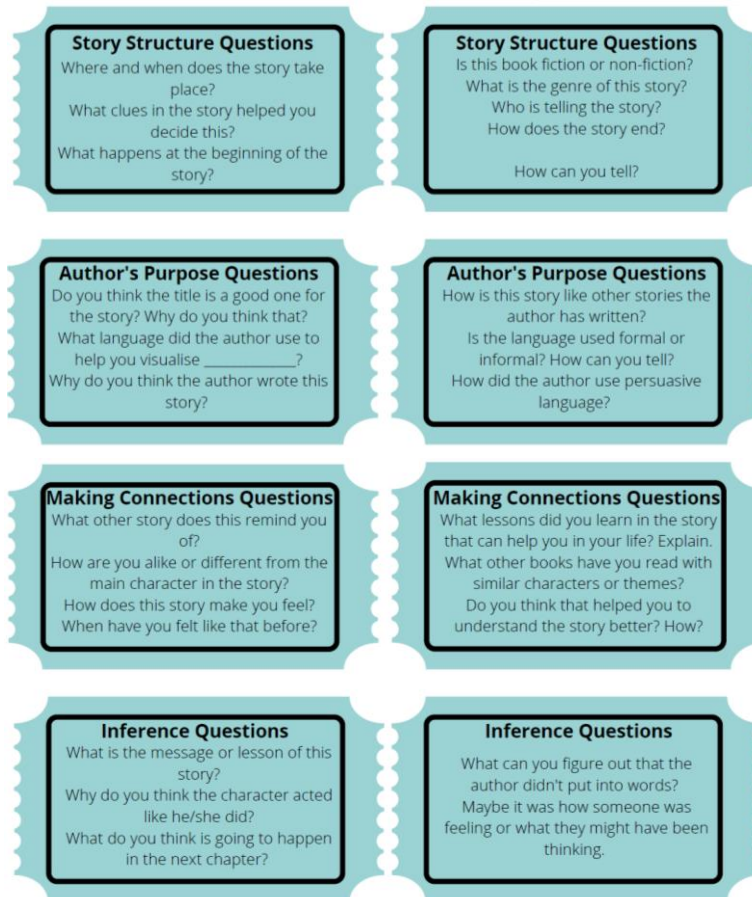 Story Structure Questions
Where and when does the story take
place?
What clues in the story helped you
decide this?
What happens at the beginning of the
story?
Story Structure Questions
Is this book fiction or non-fiction?
What is the genre of this story?
Who is telling the story?
How does the story end?
How can you tell?
Author's Purpose Questions
Do you think the title is a good one for
the story? Why do you think that?
What language did the author use to
help you visualise ____________?
Why do you think the author wrote this
story?
Author's Purpose Questions
How is this story like other stories the
author has written?
Is the language used formal or
informal? How can you tell?
How did the author use persuasive
language?
Making Connections Questions
What other story does this remind you
of?
How are you alike or different from the
main character in the story?
How does this story make you feel?
When have you felt like that before?
Making Connections Questions
What lessons did you learn in the story
that can help you in your life? Explain.
What other books have you read with
similar characters or themes?
Do you think that helped you to
understand the story better? How?
Inference Questions
What is the message or lesson of this
story?
Why do you think the character acted
like he/she did?
What do you think is going to happen
in the next chapter?
Inference Questions
What can you figure out that the
author didn't put into words?
Maybe it was how someone was
feeling or what they might have been
thinking.